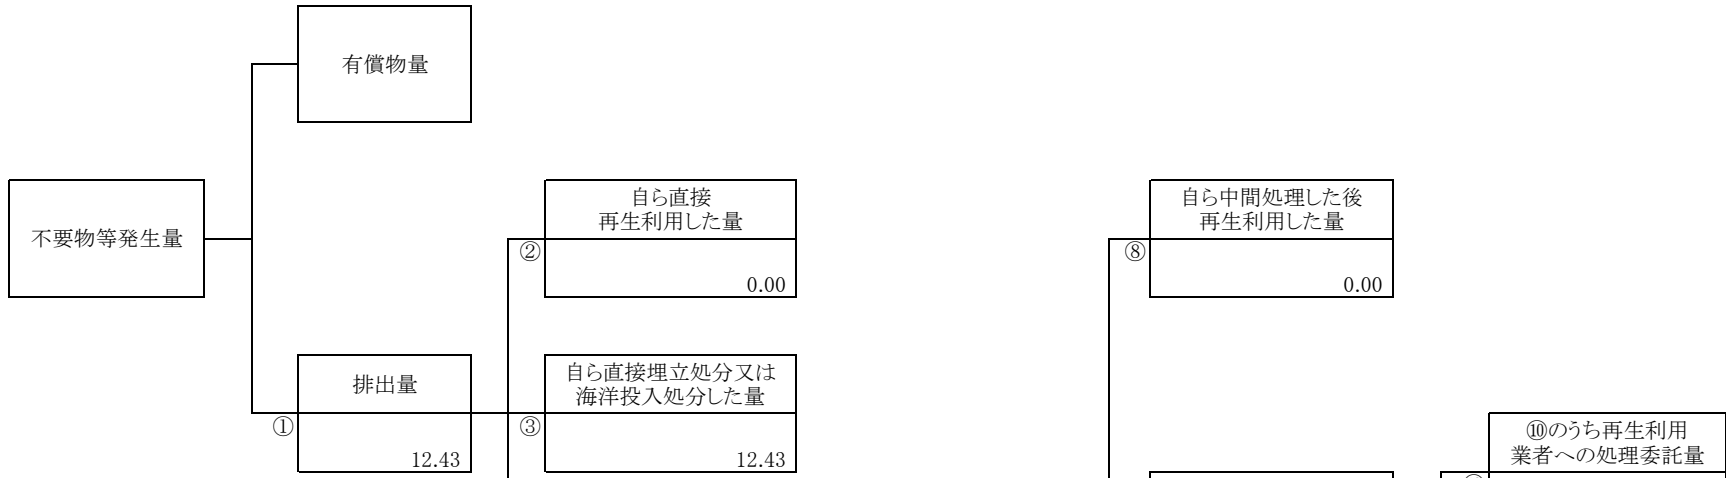 有償物量
不要物等発生量
自ら直接
再生利用した量
②
0.00
自ら中間処理した後
再生利用した量
⑧
0.00
排出量
①
12.43
自ら直接埋立処分又は
海洋投入処分した量
③
12.43
⑩のうち再生利用
業者への処理委託量